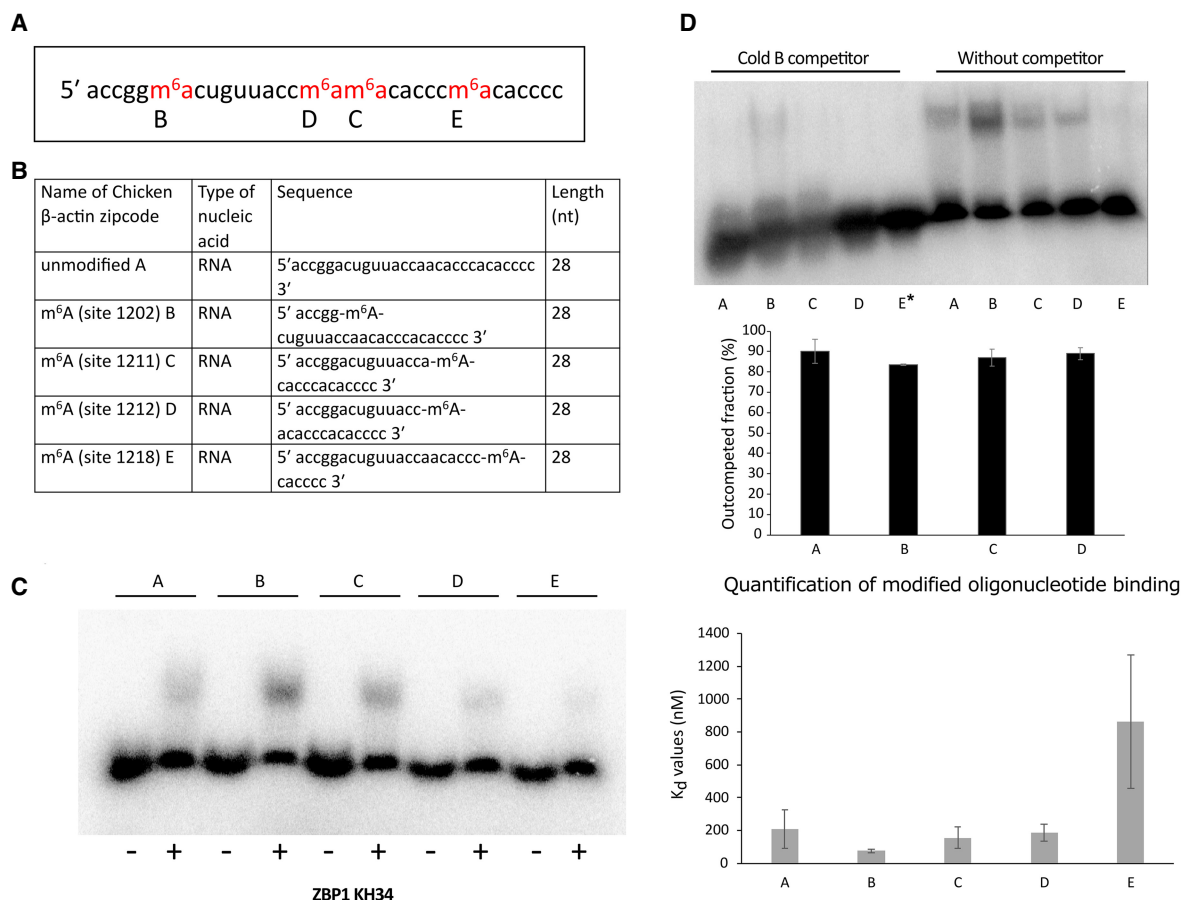 A
5′ accggm⁶acuguuaccm⁶am⁶acacccm⁶acacccc
B D C E
B
Name of Chicken β-actin zipcode | Type of nucleic acid | Sequence | Length (nt)
unmodified A | RNA | 5′accggacuguuaccaacacccacacccc 3′ | 28
m⁶A (site 1202) B | RNA | 5′ accgg-m⁶A-cuguuaccaacacccacacccc 3′ | 28
m⁶A (site 1211) C | RNA | 5′ accggacuguuacca-m⁶A-cacccacacccc 3′ | 28
m⁶A (site 1212) D | RNA | 5′ accggacuguuacc-m⁶A-acacccacacccc 3′ | 28
m⁶A (site 1218) E | RNA | 5′ accggacuguuaccaacaccc-m⁶A-cacccc 3′ | 28
C
A B C D E
- + - + - + - + - +
ZBP1 KH34
D
Cold B competitor Without competitor
A B C D E* A B C D E
Outcompeted fraction (%)
100
90
80
70
60
50
40
30
20
10
0
A B C D
Quantification of modified oligonucleotide binding
Kd values (nM)
1400
1200
1000
800
600
400
200
0
A B C D E